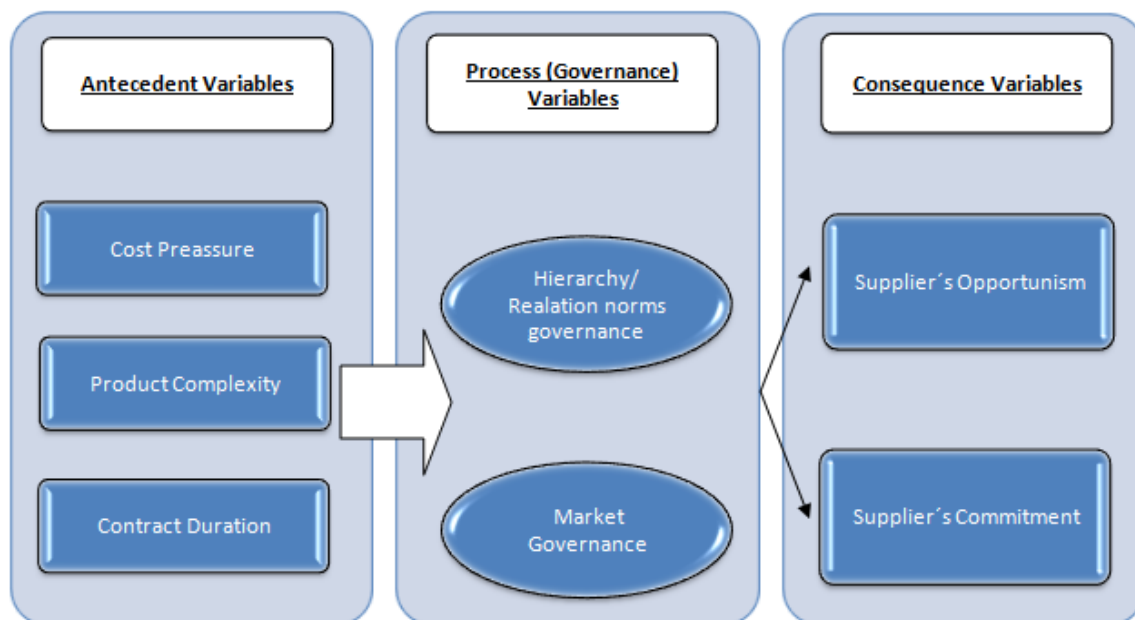 Antecedent Variables
Cost Preassure
Product Complexity
Contract Duration
Process (Governance)
Variables
Hierarchy/
Realation norms
governance
Market
Governance
Consequence Variables
Supplier´s Opportunism
Supplier´s Commitment